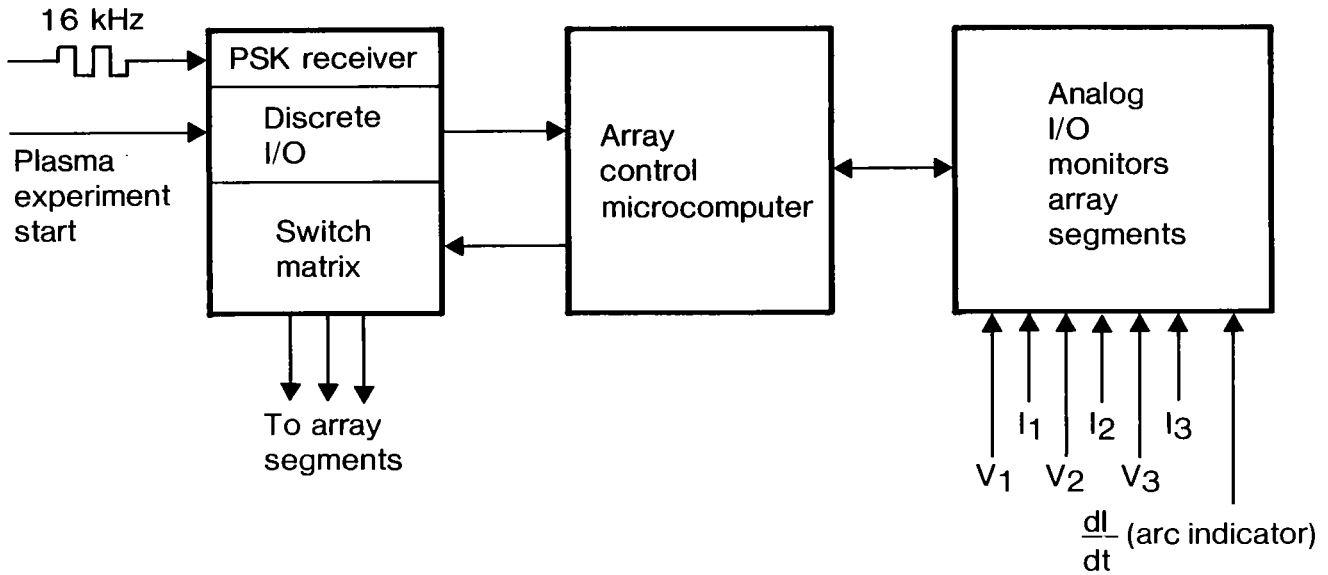 16 kHz
PSK receiver
Discrete
I/O
Plasma
experiment
start
Switch
matrix
To array
segments
Array
control
microcomputer
Analog
I/O
monitors
array
segments
I1
I2
I3
V1
V2
V3
dI
dt
(arc indicator)